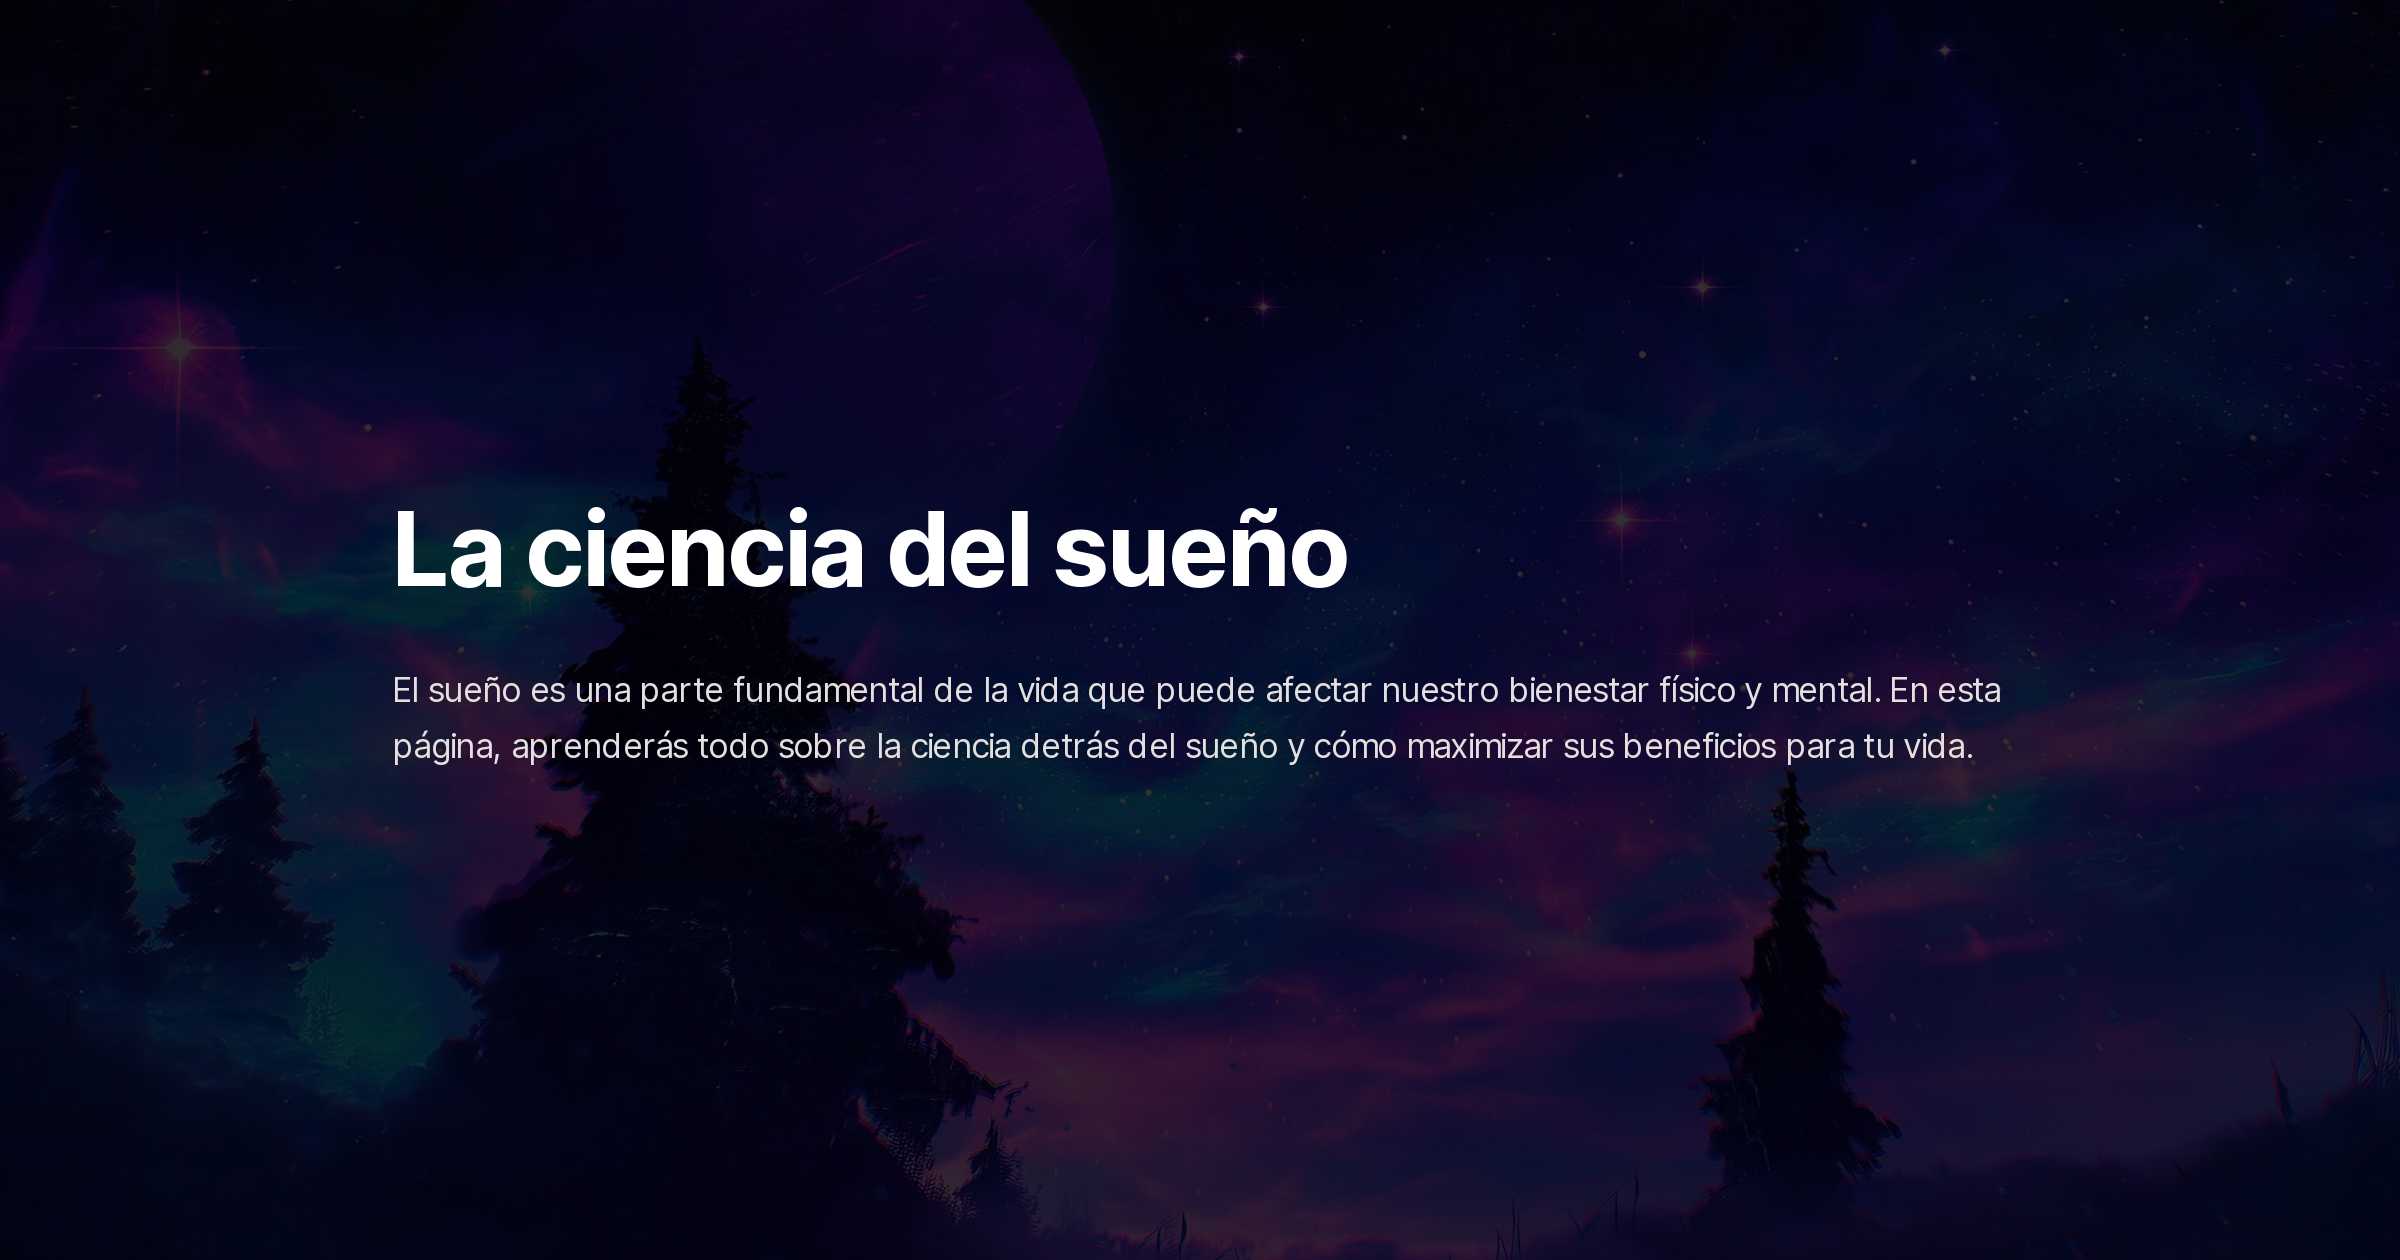 La ciencia del sueño
El sueño es una parte fundamental de la vida que puede afectar nuestro bienestar físico y mental. En esta
página, aprenderás todo sobre la ciencia detrás del sueño y cómo maximizar sus beneficios para tu vida.